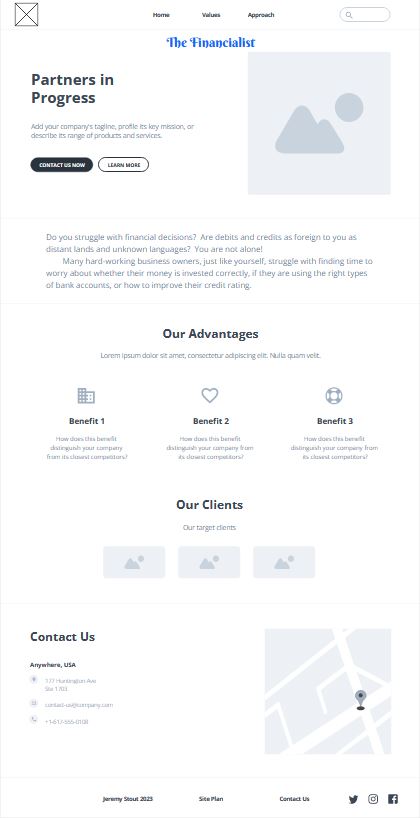 Home Values Approach
The Financialist
Partners in
Progress
Add your company's tagline, profile its key mission, or
describe its range of products and services.
CONTACT US NOW LEARN MORE
Do you struggle with financial decisions? Are debits and credits as foreign to you as
distant lands and unknown languages? You are not alone!
Many hard-working business owners, just like yourself, struggle with finding time to
worry about whether their money is invested correctly, if they are using the right types
of bank accounts, or how to improve their credit rating.
Our Advantages
Lorem ipsum dolor sit amet, consectetur adipiscing elit. Nulla quam velit.
Benefit 1 Benefit 2 Benefit 3
How does this benefit How does this benefit How does this benefit
distinguish your company distinguish your company distinguish your company
from its closest competitors? from its closest competitors? from its closest competitors?
Our Clients
Our target clients
Contact Us
Anywhere, USA
177 Huntington Ave
Ste 1703
contact-us@company.com
+1-617-555-0108
Jeremy Stout 2023 Site Plan Contact Us